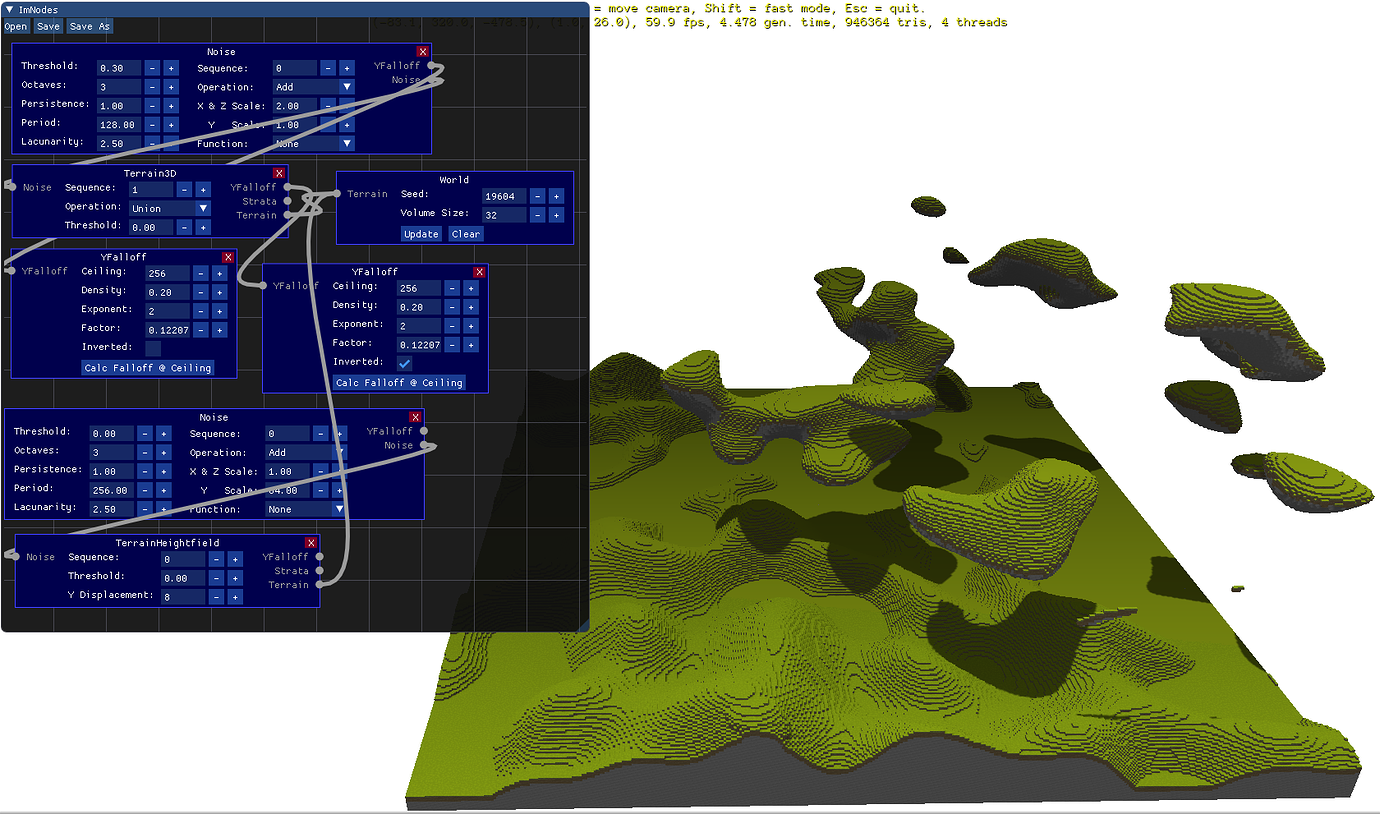 ImNodes
= move camera, Shift = fast mode, Esc = quit.
26.0), 59.9 fps, 4.478 gen. time, 946364 tris, 4 threads
Open Save Save As
Noise X
Threshold: 0.30 - + Sequence: 0 - + YFalloff
Octaves: 3 - + Operation: Add Noise
Persistence: 1.00 - + X & Z Scale: 2.00 - +
Period: 128.00 - + Y Scale: 1.00 - +
Lacunarity: 2.50 - + Function: None
Terrain3D X
Noise Sequence: 1 - + YFalloff
Operation: Union Strata
Threshold: 0.00 - + Terrain
World
Terrain Seed: 19604 - +
Volume Size: 32 - +
Update Clear
YFalloff X
YFalloff Ceiling: 256 - +
Density: 0.20 - +
Exponent: 2 - +
Factor: 0.12207 - +
Inverted:
Calc Falloff @ Ceiling
YFalloff X
YFalloff Ceiling: 256 - +
Density: 0.20 - +
Exponent: 2 - +
Factor: 0.12207 - +
Inverted:
Calc Falloff @ Ceiling
Noise X
Threshold: 0.00 - + Sequence: 0 - + YFalloff
Octaves: 3 - + Operation: Add Noise
Persistence: 1.00 - + X & Z Scale: 1.00 - +
Period: 256.00 - + Y Scale: 64.00 - +
Lacunarity: 2.50 - + Function: None
TerrainHeightfield X
Noise Sequence: 0 - + YFalloff
Threshold: 0.00 - + Strata
Y Displacement: 8 - + Terrain